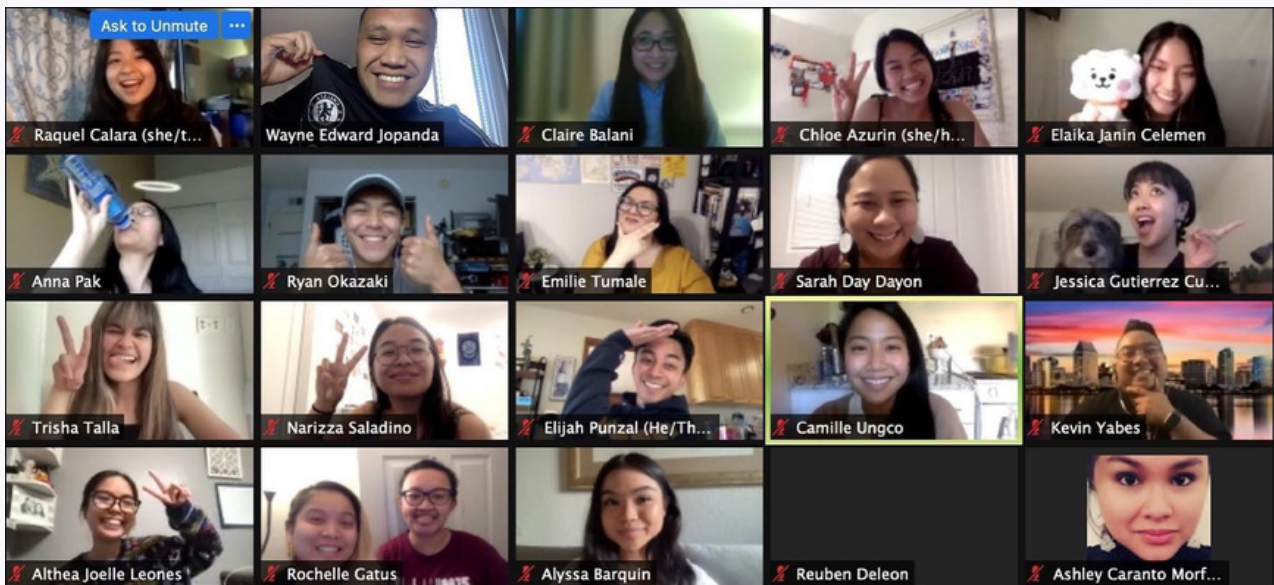 Ask to Unmute ...
Raquel Calara (she/t...
Wayne Edward Jopanda
Claire Balani
Chloe Azurin (she/h...
Elaika Janin Celemen
Anna Pak
Ryan Okazaki
Emilie Tumale
Sarah Day Dayon
Jessica Gutierrez Cu...
Trisha Talla
Narizza Saladino
Elijah Punzal (He/Th...
Camille Ungco
Kevin Yabes
Althea Joelle Leones
Rochelle Gatus
Alyssa Barquin
Reuben Deleon
Ashley Caranto Morf...